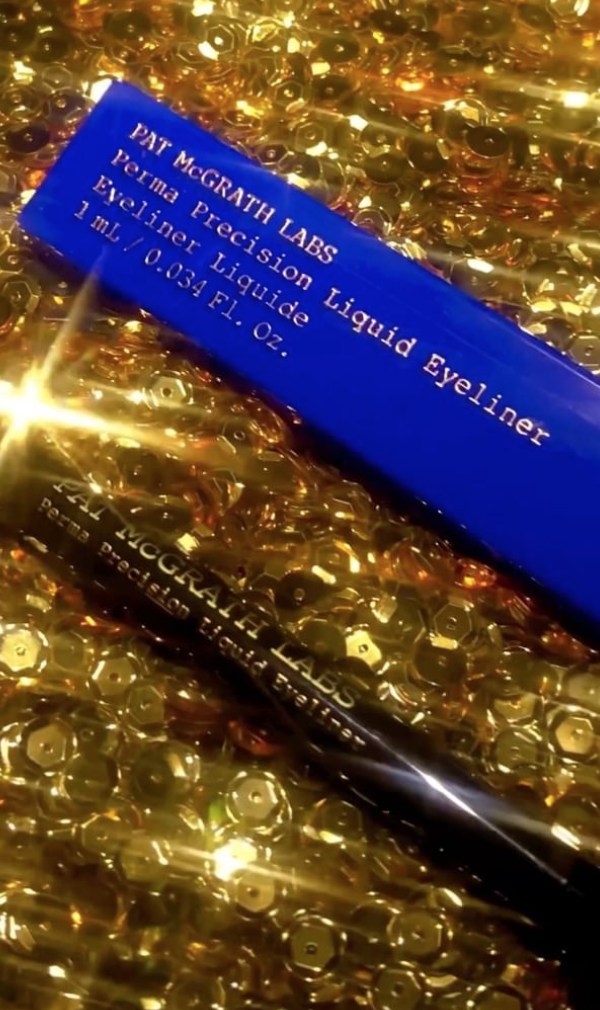 PAT McGRATH LABS
Perma Precision Liquid Eyeliner
Eyeliner Liquide
1 mL / 0.034 Fl. Oz.
PAT McGRATH LABS
Perma Precision Liquid Eyeliner